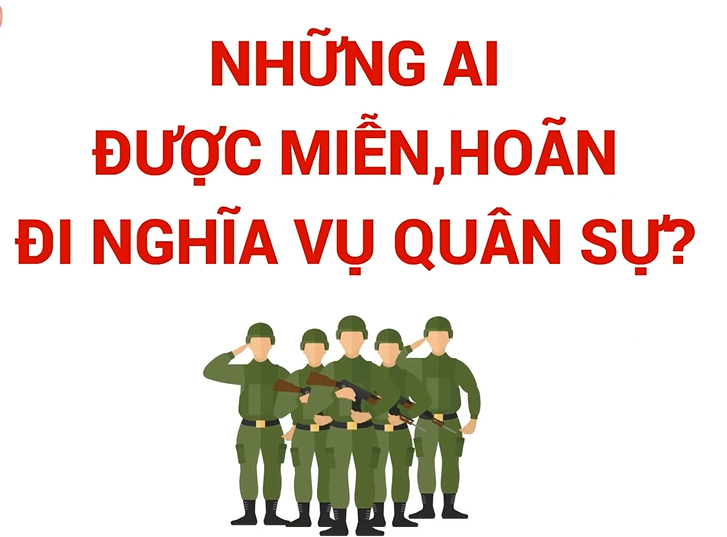 NHỮNG AI
ĐƯỢC MIỄN,HOÃN
ĐI NGHĨA VỤ QUÂN SỰ?